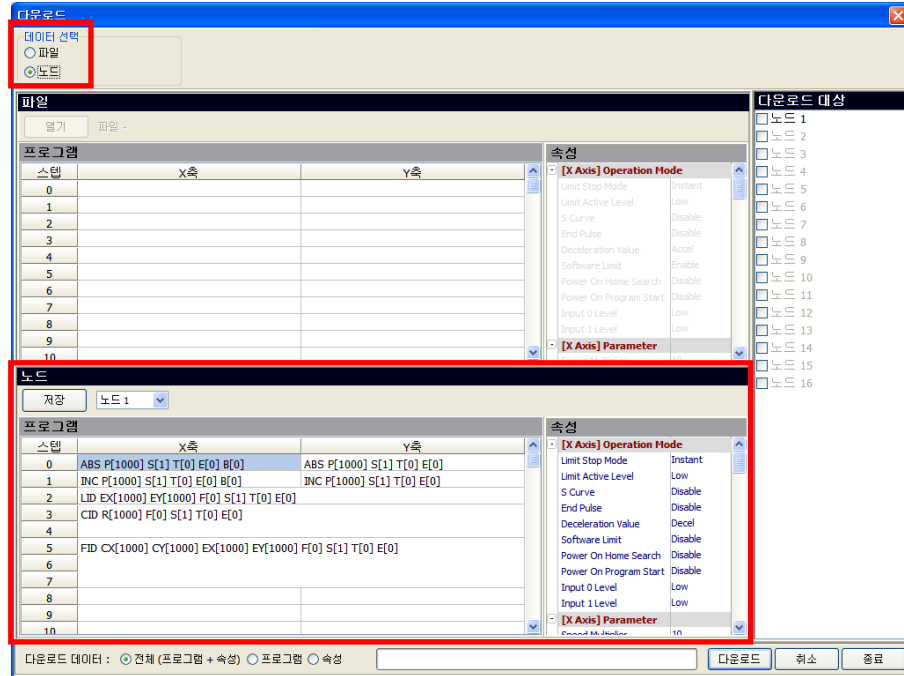 다운로드
데이터 선택
파일
노드
파일
열기 파일 -
프로그램
스텝 X축 Y축
0
1
2
3
4
5
6
7
8
9
10
속성
[X Axis] Operation Mode
Limit Stop Mode Instant
Limit Active Level Low
S Curve Disable
End Pulse Disable
Deceleration Value Accel
Software Limit Enable
Power On Home Search Disable
Power On Program Start Disable
Input 0 Level Low
Input 1 Level Low
[X Axis] Parameter
Speed Multiplier 10
노드
저장 노드 1
프로그램
스텝 X축 Y축
0 ABS P[1000] S[1] T[0] E[0] B[0] ABS P[1000] S[1] T[0] E[0]
1 INC P[1000] S[1] T[0] E[0] B[0] INC P[1000] S[1] T[0] E[0]
2 LID EX[1000] EY[1000] F[0] S[1] T[0] E[0]
3 CID R[1000] F[0] S[1] T[0] E[0]
4
5 FID CX[1000] CY[1000] EX[1000] EY[1000] F[0] S[1] T[0] E[0]
6
7
8
9
10
속성
[X Axis] Operation Mode
Limit Stop Mode Instant
Limit Active Level Low
S Curve Disable
End Pulse Disable
Deceleration Value Decel
Software Limit Disable
Power On Home Search Disable
Power On Program Start Disable
Input 0 Level Low
Input 1 Level Low
[X Axis] Parameter
Speed Multiplier 10
다운로드 대상
노드 1
노드 2
노드 3
노드 4
노드 5
노드 6
노드 7
노드 8
노드 9
노드 10
노드 11
노드 12
노드 13
노드 14
노드 15
노드 16
다운로드 데이터 : 전체 (프로그램 + 속성) 프로그램 속성 다운로드 취소 종료